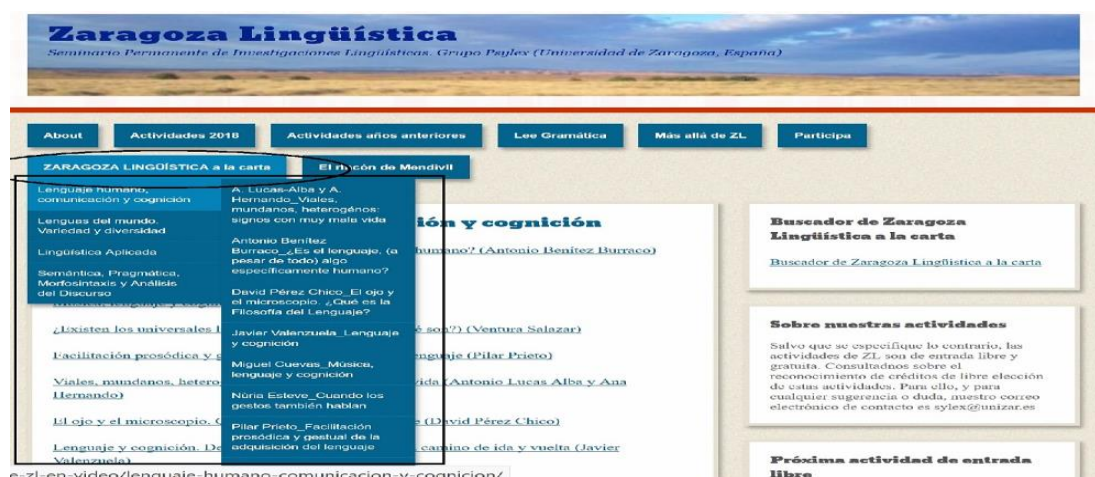 Zaragoza Lingüística
Seminario Permanente de Investigaciones Lingüísticas. Grupo Psylex (Universidad de Zaragoza, España)
About
Actividades 2018
Actividades años anteriores
Lee Gramática
Más allá de ZL
Participa
ZARAGOZA LINGÜÍSTICA a la carta
El rincón de Mendívil
Lenguaje humano,
comunicación y cognición
Lenguas del mundo.
Variedad y diversidad
Lingüística Aplicada
Semántica, Pragmática,
Morfosintaxis y Análisis
del Discurso
A. Lucas-Alba y A.
Hernando_Viales,
mundanos, heterogénos:
signos con muy mala vida
Antonio Benítez
Burraco_¿Es el lenguaje, (a
pesar de todo) algo
específicamente humano?
David Pérez Chico_El ojo y
el microscopio. ¿Qué es la
Filosofía del Lenguaje?
Javier Valenzuela_Lenguaje
y cognición
Miguel Cuevas_Música,
lenguaje y cognición
Núria Esteve_Cuando los
gestos también hablan
Pilar Prieto_Facilitación
prosódica y gestual de la
adquisición del lenguaje
ión y cognición
humano? (Antonio Benítez Burraco)
¿Existen los universales l
é son?) (Ventura Salazar)
Facilitación prosódica y g
enguaje (Pilar Prieto)
Viales, mundanos, hetero
vida (Antonio Lucas Alba y Ana
Hernando)
El ojo y el microscopio.
e (David Pérez Chico)
Lenguaje y cognición. De
camino de ida y vuelta (Javier
Valenzuela)
e-zl-en-video/lenguaje-humano-comunicacion-y-cognicion/
Buscador de Zaragoza
Lingüística a la carta
Buscador de Zaragoza Lingüística a la carta
Sobre nuestras actividades
Salvo que se especifique lo contrario, las
actividades de ZL son de entrada libre y
gratuita. Consultadnos sobre el
reconocimiento de créditos de libre elección
de estas actividades. Para ello, y para
cualquier sugerencia o duda, nuestro correo
electrónico de contacto es sylex@unizar.es
Próxima actividad de entrada
libre